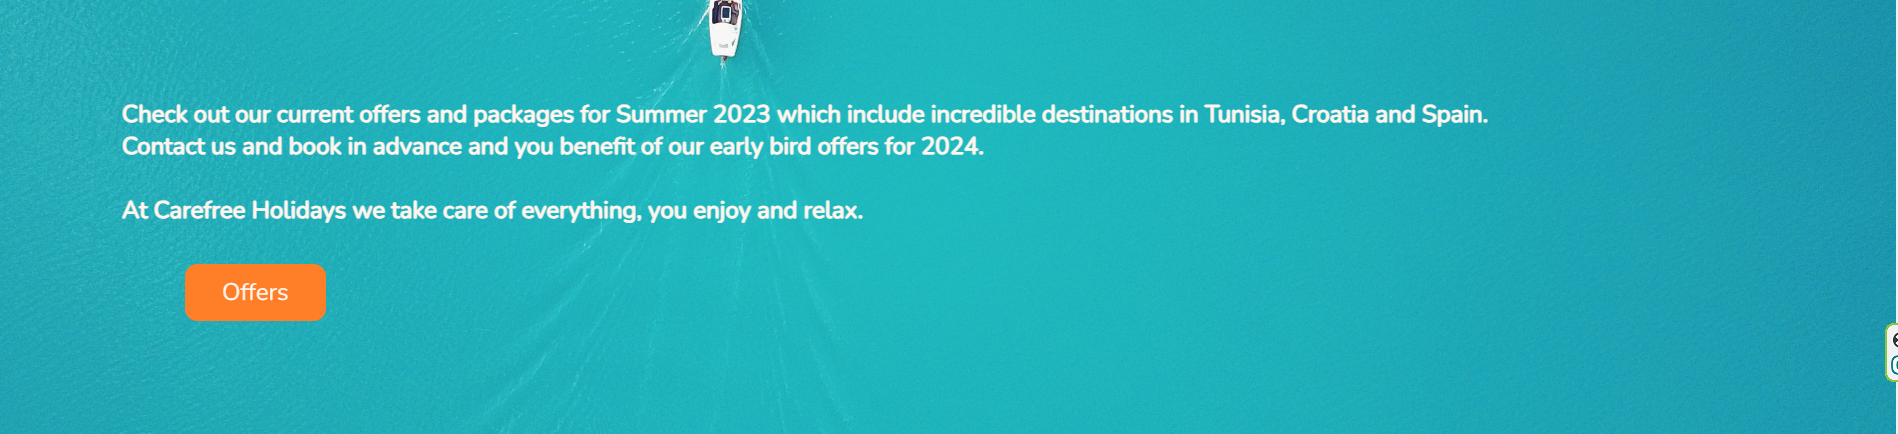 Check out our current offers and packages for Summer 2023 which include incredible destinations in Tunisia, Croatia and Spain.
Contact us and book in advance and you benefit of our early bird offers for 2024.
At Carefree Holidays we take care of everything, you enjoy and relax.
Offers